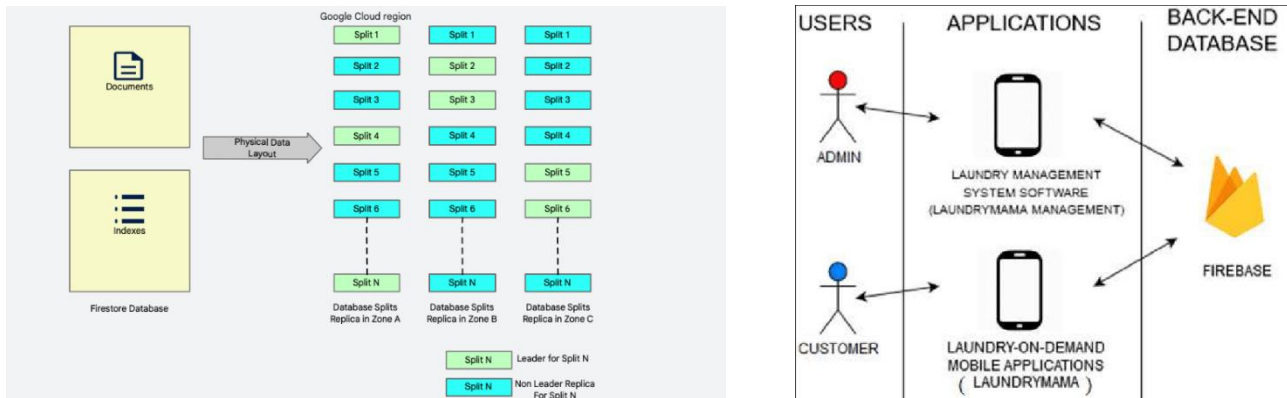 Google Cloud region
Documents
Indexes
Firestore Database
Physical Data
Layout
Split 1
Split 2
Split 3
Split 4
Split 5
Split 6
Split N
Database Splits
Replica in Zone A
Split 1
Split 2
Split 3
Split 4
Split 5
Split 6
Split N
Database Splits
Replica in Zone B
Split 1
Split 2
Split 3
Split 4
Split 5
Split 6
Split N
Database Splits
Replica in Zone C
Split N
Leader for Split N
Split N
Non Leader Replica
For Split N
USERS
ADMIN
CUSTOMER
APPLICATIONS
LAUNDRY MANAGEMENT
SYSTEM SOFTWARE
(LAUNDRYMAMA MANAGEMENT)
LAUNDRY-ON-DEMAND
MOBILE APPLICATIONS
( LAUNDRYMAMA )
BACK-END
DATABASE
FIREBASE